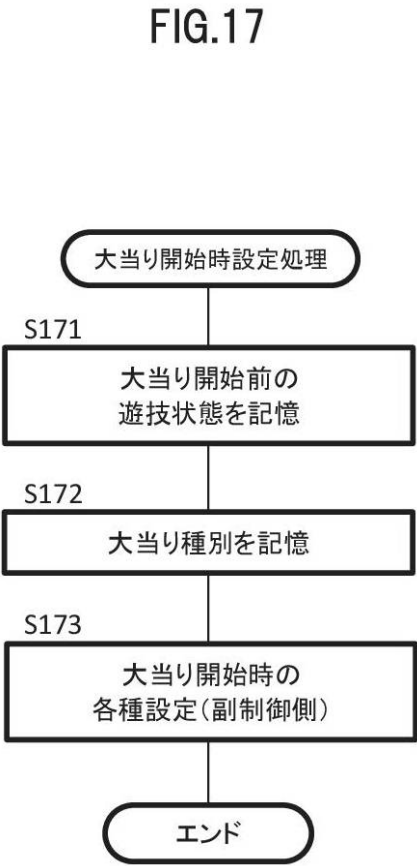 FIG.17
大当り開始時設定処理
S171
大当り開始前の
遊技状態を記憶
S172
大当り種別を記憶
S173
大当り開始時の
各種設定(副制御側)
エンド